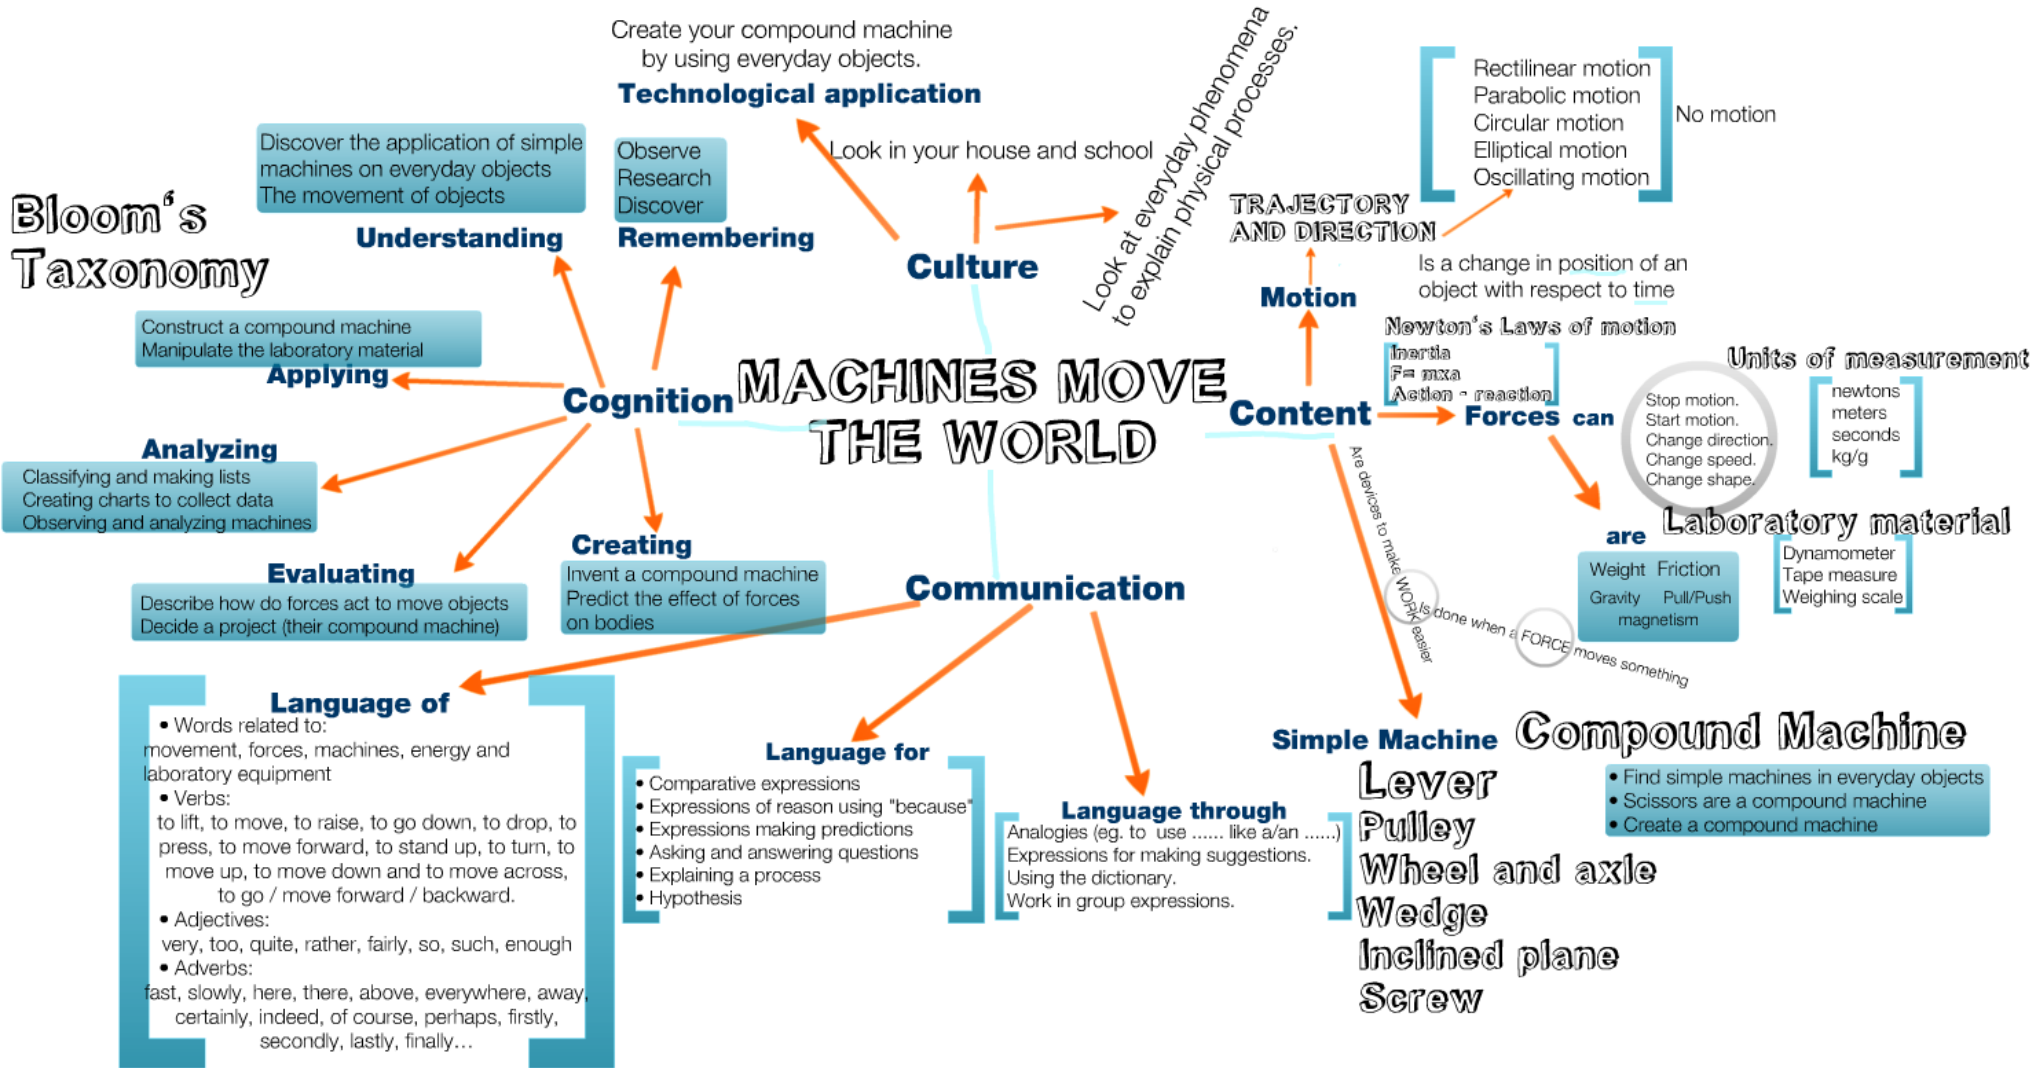 MACHINES MOVE
THE WORLD
Culture
Create your compound machine
by using everyday objects.
Technological application
Look in your house and school
Look at everyday phenomena
to explain physical processes.
Bloom's
Taxonomy
Cognition
Observe
Research
Discover
Remembering
Discover the application of simple
machines on everyday objects
The movement of objects
Understanding
Construct a compound machine
Manipulate the laboratory material
Applying
Analyzing
Classifying and making lists
Creating charts to collect data
Observing and analyzing machines
Evaluating
Describe how do forces act to move objects
Decide a project (their compound machine)
Creating
Invent a compound machine
Predict the effect of forces
on bodies
Communication
Language of
• Words related to:
movement, forces, machines, energy and
laboratory equipment
• Verbs:
to lift, to move, to raise, to go down, to drop, to
press, to move forward, to stand up, to turn, to
move up, to move down and to move across,
to go / move forward / backward.
• Adjectives:
very, too, quite, rather, fairly, so, such, enough
• Adverbs:
fast, slowly, here, there, above, everywhere, away,
certainly, indeed, of course, perhaps, firstly,
secondly, lastly, finally...
Language for
• Comparative expressions
• Expressions of reason using "because"
• Expressions making predictions
• Asking and answering questions
• Explaining a process
• Hypothesis
Language through
Analogies (eg. to use ...... like a/an ......)
Expressions for making suggestions.
Using the dictionary.
Work in group expressions.
Content
Motion
TRAJECTORY
AND DIRECTION
Rectilinear motion
Parabolic motion
Circular motion
Elliptical motion
Oscillating motion
No motion
Is a change in position of an
object with respect to time
Newton's Laws of motion
Inertia
F= mxa
Action - reaction
Forces can
Stop motion.
Start motion.
Change direction.
Change speed.
Change shape.
Units of measurement
newtons
meters
seconds
kg/g
are
Weight Friction
Gravity Pull/Push
magnetism
Laboratory material
Dynamometer
Tape measure
Weighing scale
Are devices to make WORK easier
Is done when a FORCE moves something
Simple Machine
Lever
Pulley
Wheel and axle
Wedge
Inclined plane
Screw
Compound Machine
• Find simple machines in everyday objects
• Scissors are a compound machine
• Create a compound machine